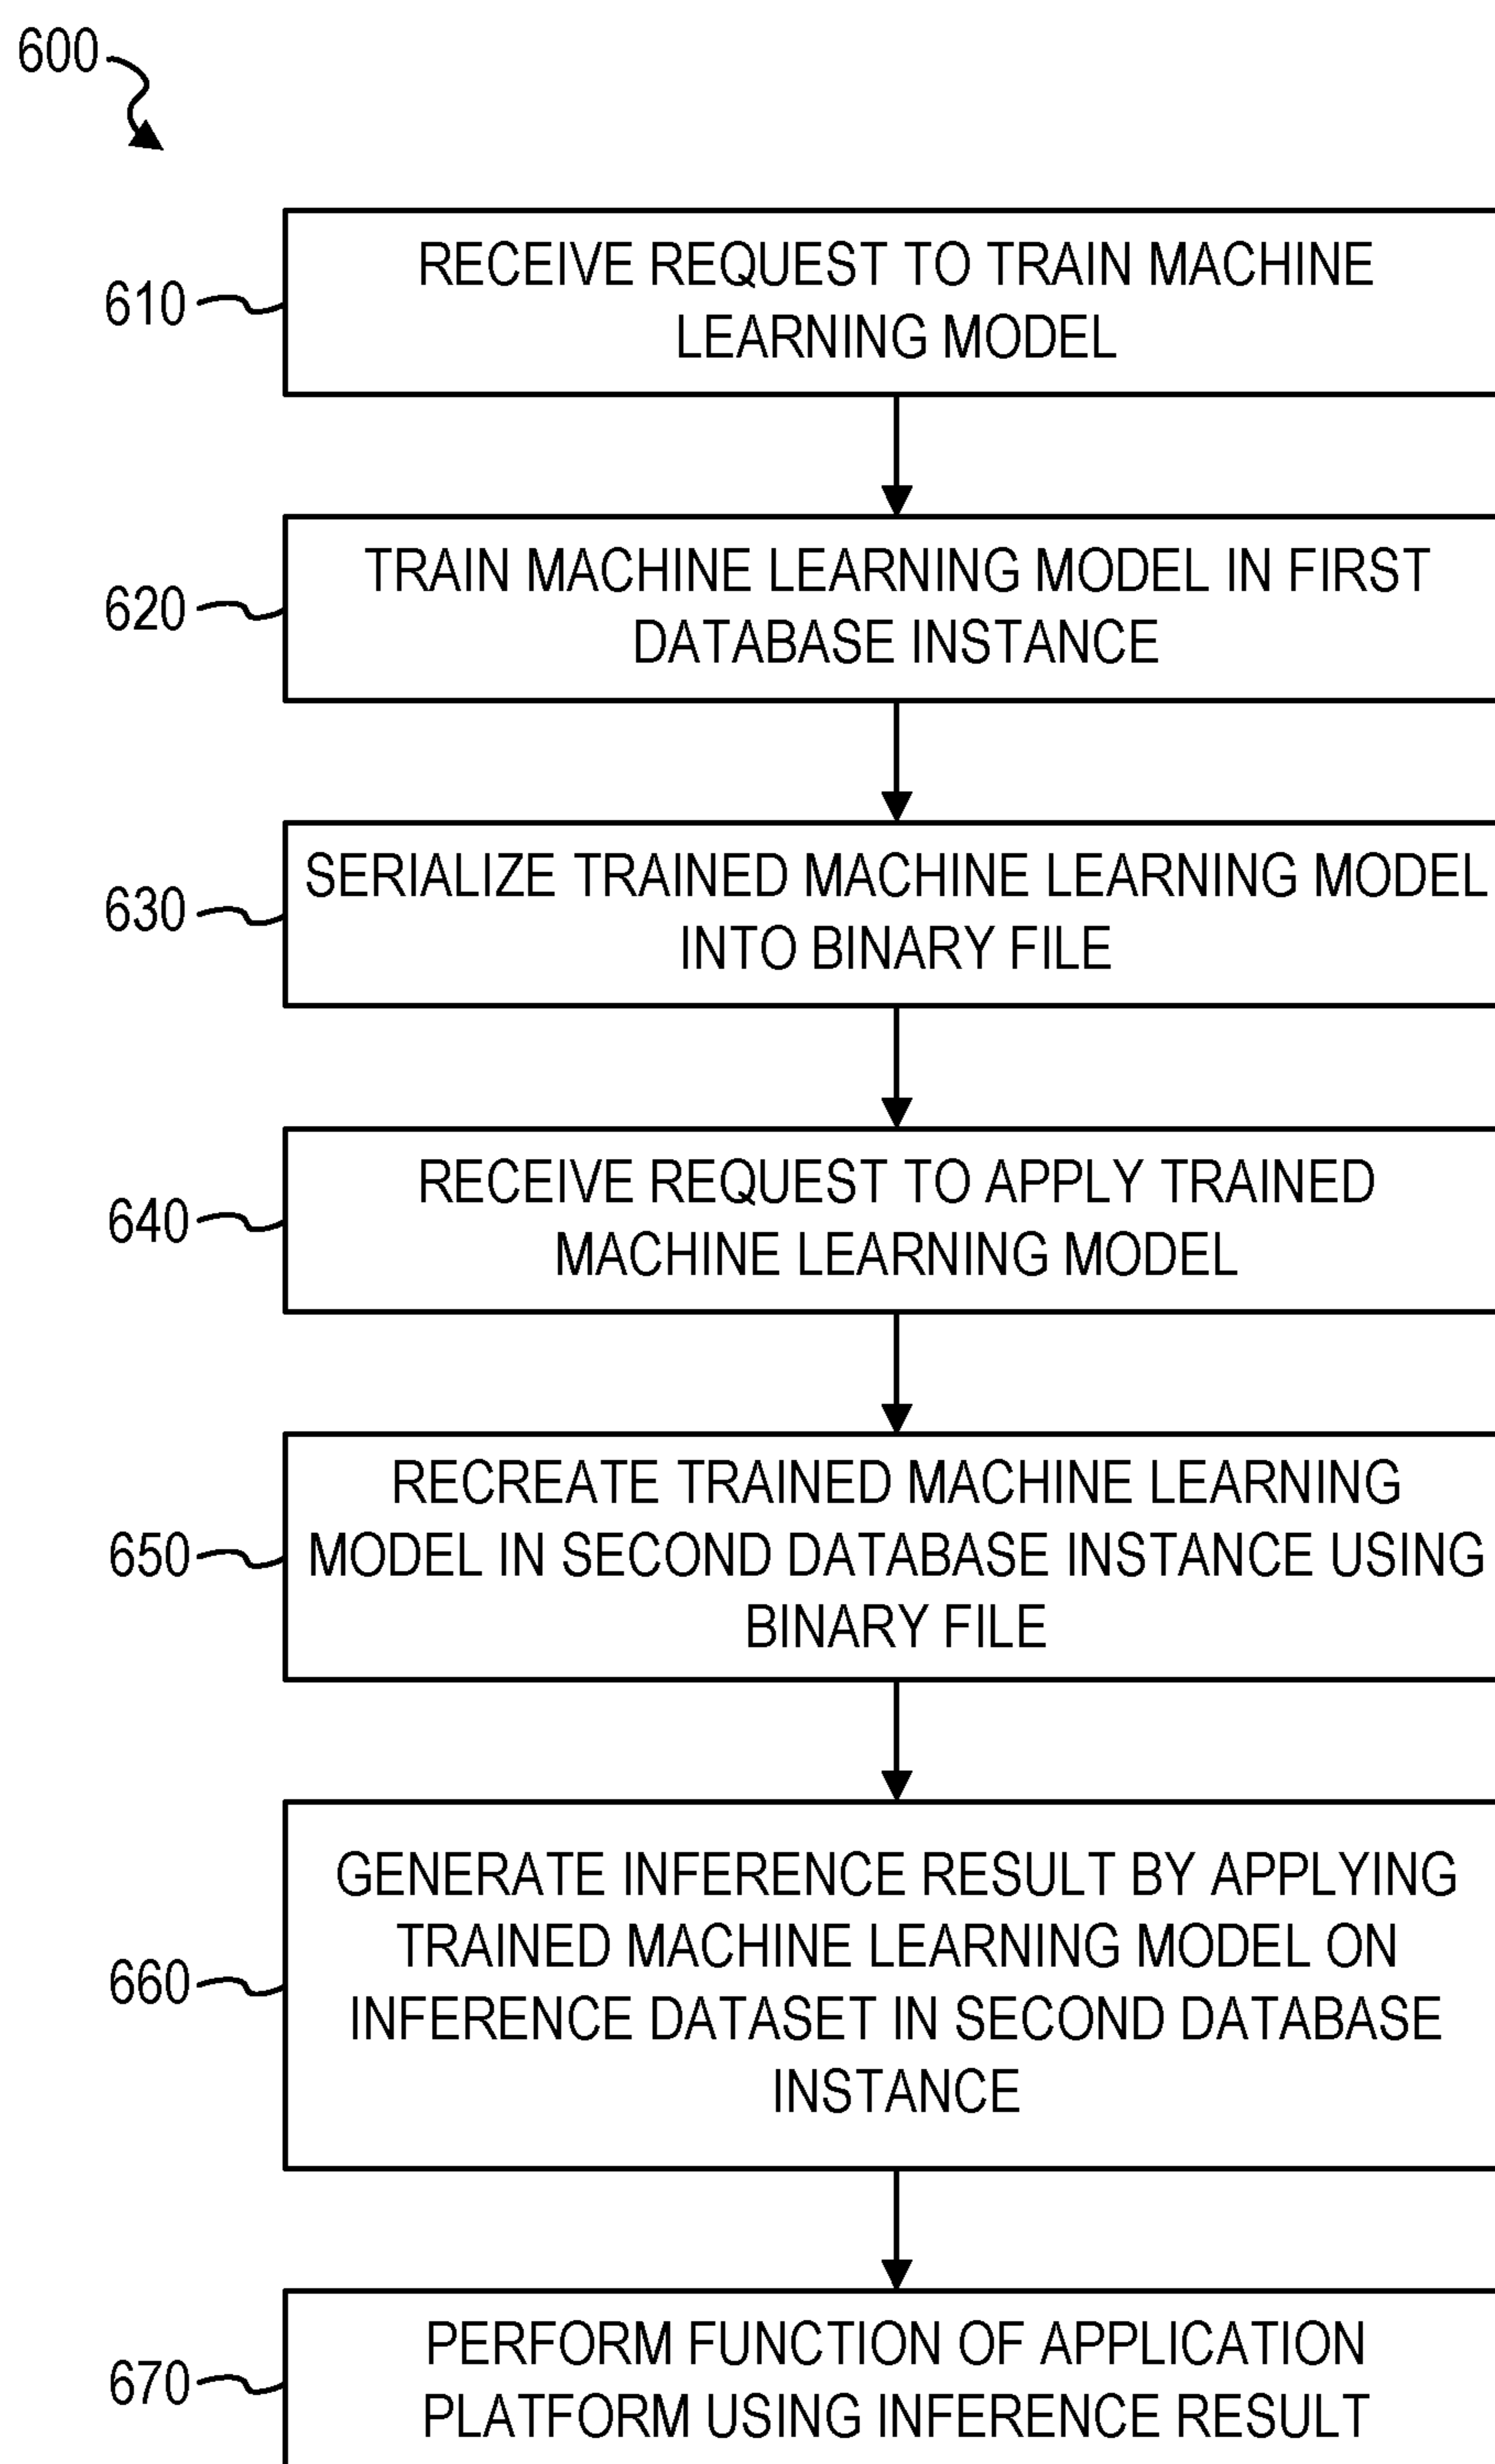 600
610
RECEIVE REQUEST TO TRAIN MACHINE
LEARNING MODEL
620
TRAIN MACHINE LEARNING MODEL IN FIRST
DATABASE INSTANCE
630
SERIALIZE TRAINED MACHINE LEARNING MODEL
INTO BINARY FILE
640
RECEIVE REQUEST TO APPLY TRAINED
MACHINE LEARNING MODEL
650
RECREATE TRAINED MACHINE LEARNING
MODEL IN SECOND DATABASE INSTANCE USING
BINARY FILE
660
GENERATE INFERENCE RESULT BY APPLYING
TRAINED MACHINE LEARNING MODEL ON
INFERENCE DATASET IN SECOND DATABASE
INSTANCE
670
PERFORM FUNCTION OF APPLICATION
PLATFORM USING INFERENCE RESULT